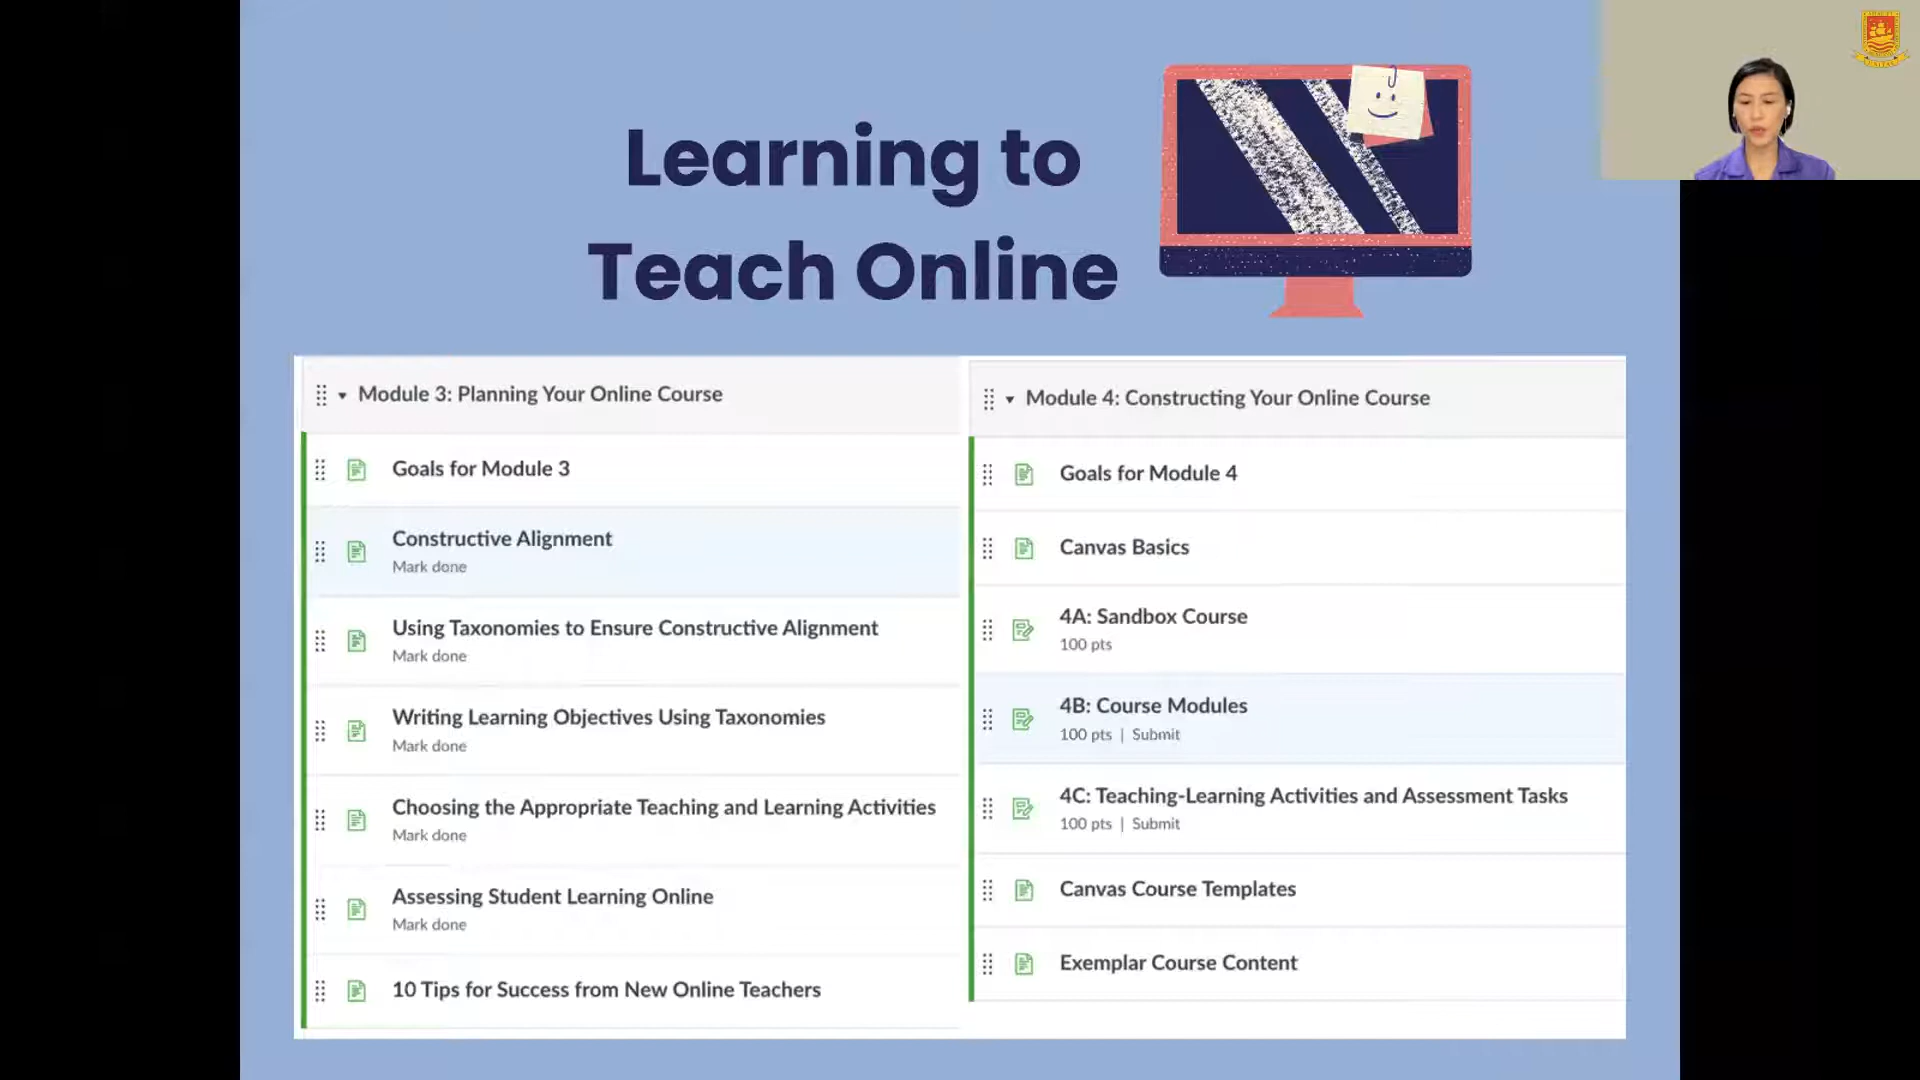 Learning to
Teach Online
Module 3: Planning Your Online Course
Goals for Module 3
Constructive Alignment
Mark done
Using Taxonomies to Ensure Constructive Alignment
Mark done
Writing Learning Objectives Using Taxonomies
Mark done
Choosing the Appropriate Teaching and Learning Activities
Mark done
Assessing Student Learning Online
Mark done
10 Tips for Success from New Online Teachers
Module 4: Constructing Your Online Course
Goals for Module 4
Canvas Basics
4A: Sandbox Course
100 pts
4B: Course Modules
100 pts | Submit
4C: Teaching-Learning Activities and Assessment Tasks
100 pts | Submit
Canvas Course Templates
Exemplar Course Content